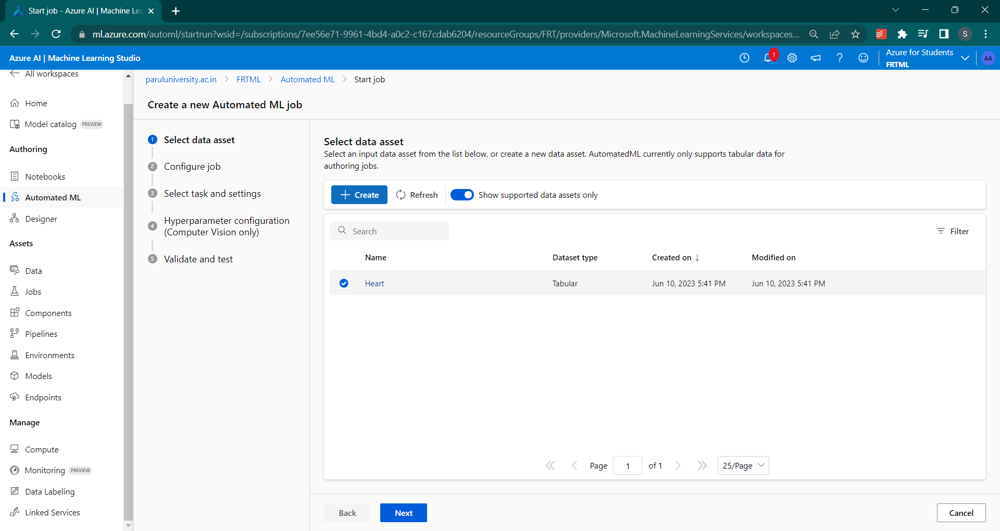 Start job - Azure AI | Machine Lea
ml.azure.com/automl/startrun?wsid=/subscriptions/7ee56e71-9961-4bd4-a0c2-c167cdab6204/resourceGroups/FRT/providers/Microsoft.MachineLearningServices/workspaces...
S
Azure AI | Machine Learning Studio
1
Azure for Students
FRTML
AA
All workspaces
Home
Model catalog PREVIEW
Authoring
Notebooks
Automated ML
Designer
Assets
Data
Jobs
Components
Pipelines
Environments
Models
Endpoints
Manage
Compute
Monitoring PREVIEW
Data Labeling
Linked Services
paruluniversity.ac.in > FRTML > Automated ML > Start job
Create a new Automated ML job
1 Select data asset
2 Configure job
3 Select task and settings
4 Hyperparameter configuration
(Computer Vision only)
5 Validate and test
Select data asset
Select an input data asset from the list below, or create a new data asset. AutomatedML currently only supports tabular data for
authoring jobs.
Create Refresh Show supported data assets only
Search Filter
Name Dataset type Created on ↓ Modified on
Heart Tabular Jun 10, 2023 5:41 PM Jun 10, 2023 5:41 PM
Page 1 of 1 25/Page
Back Next Cancel